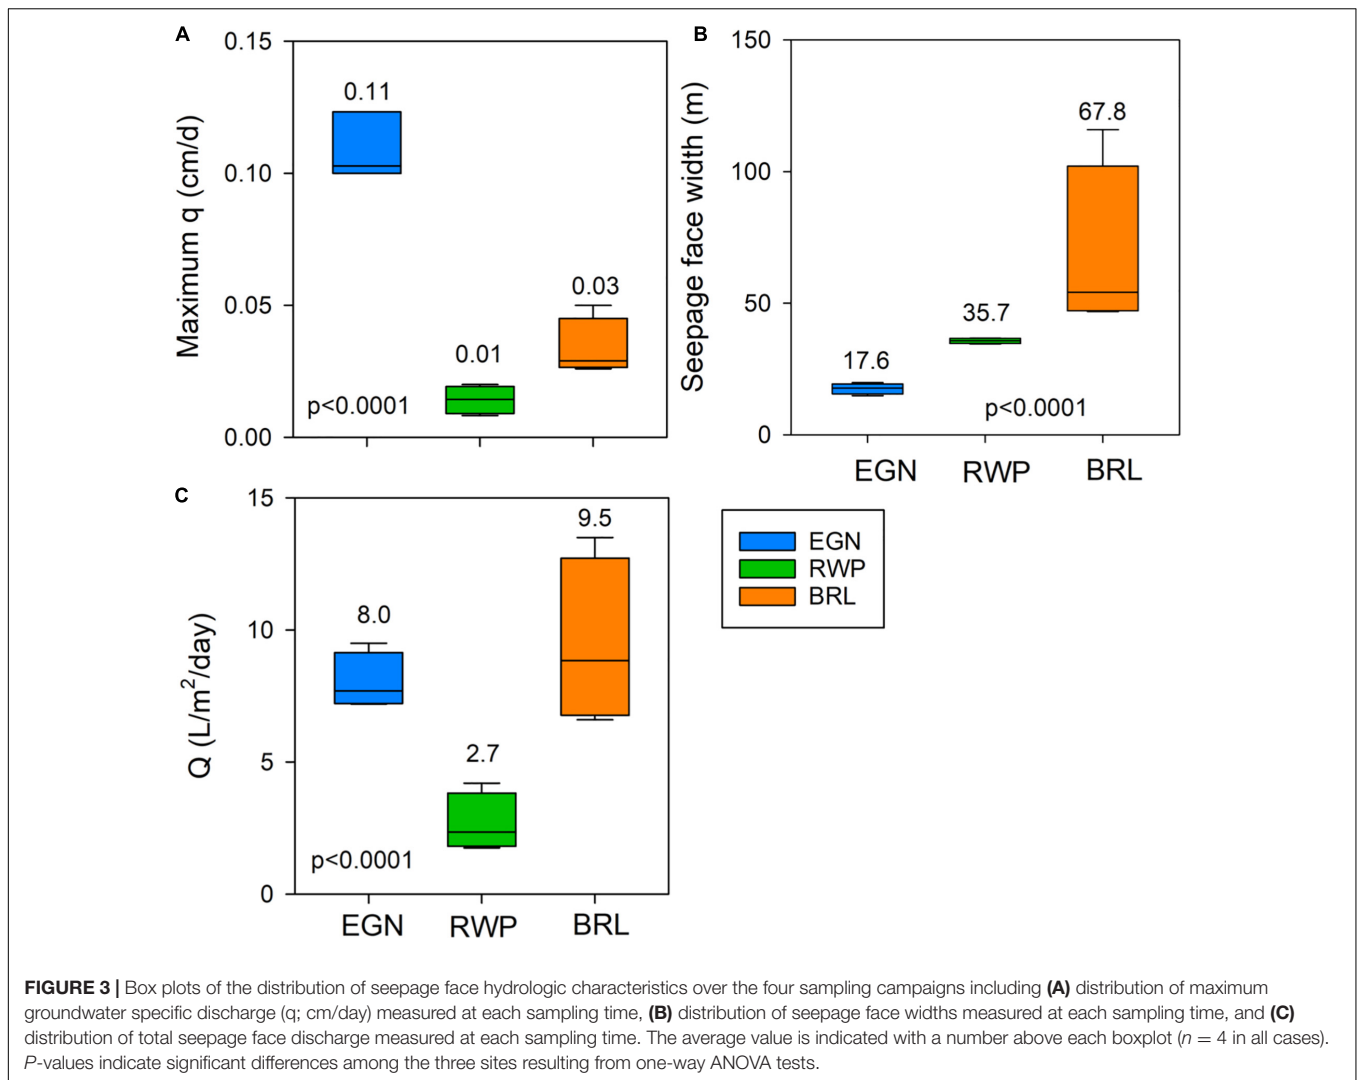 A
0.15
0.11
Maximum q (cm/d)
0.10
0.05
0.03
0.01
p<0.0001
0.00
B
150
67.8
Seepage face width (m)
100
50
35.7
17.6
p<0.0001
0
EGN RWP BRL
C
15
9.5
8.0
10
Q (L/m²/day)
5
2.7
p<0.0001
0
EGN RWP BRL
EGN
RWP
BRL
FIGURE 3 | Box plots of the distribution of seepage face hydrologic characteristics over the four sampling campaigns including (A) distribution of maximum
groundwater specific discharge (q; cm/day) measured at each sampling time, (B) distribution of seepage face widths measured at each sampling time, and (C)
distribution of total seepage face discharge measured at each sampling time. The average value is indicated with a number above each boxplot (n = 4 in all cases).
P-values indicate significant differences among the three sites resulting from one-way ANOVA tests.